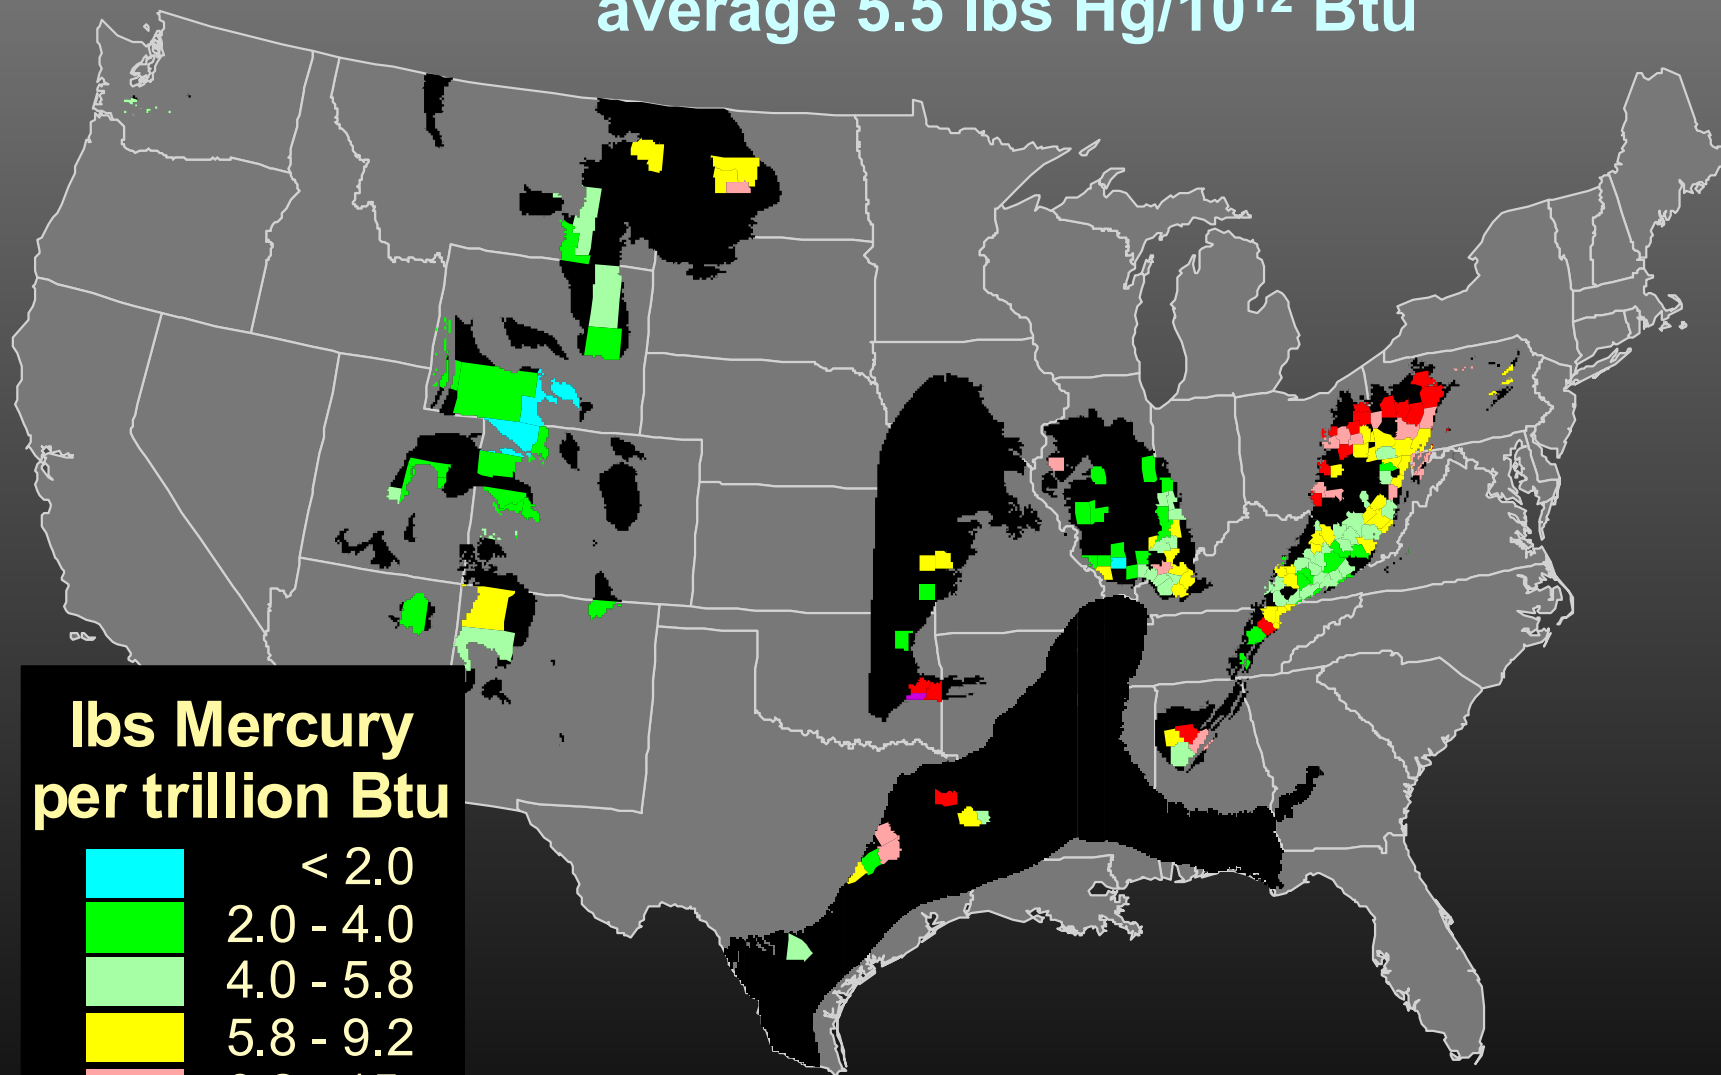 average 5.5 lbs Hg/10¹² Btu
lbs Mercury
per trillion Btu
< 2.0
2.0 - 4.0
4.0 - 5.8
5.8 - 9.2